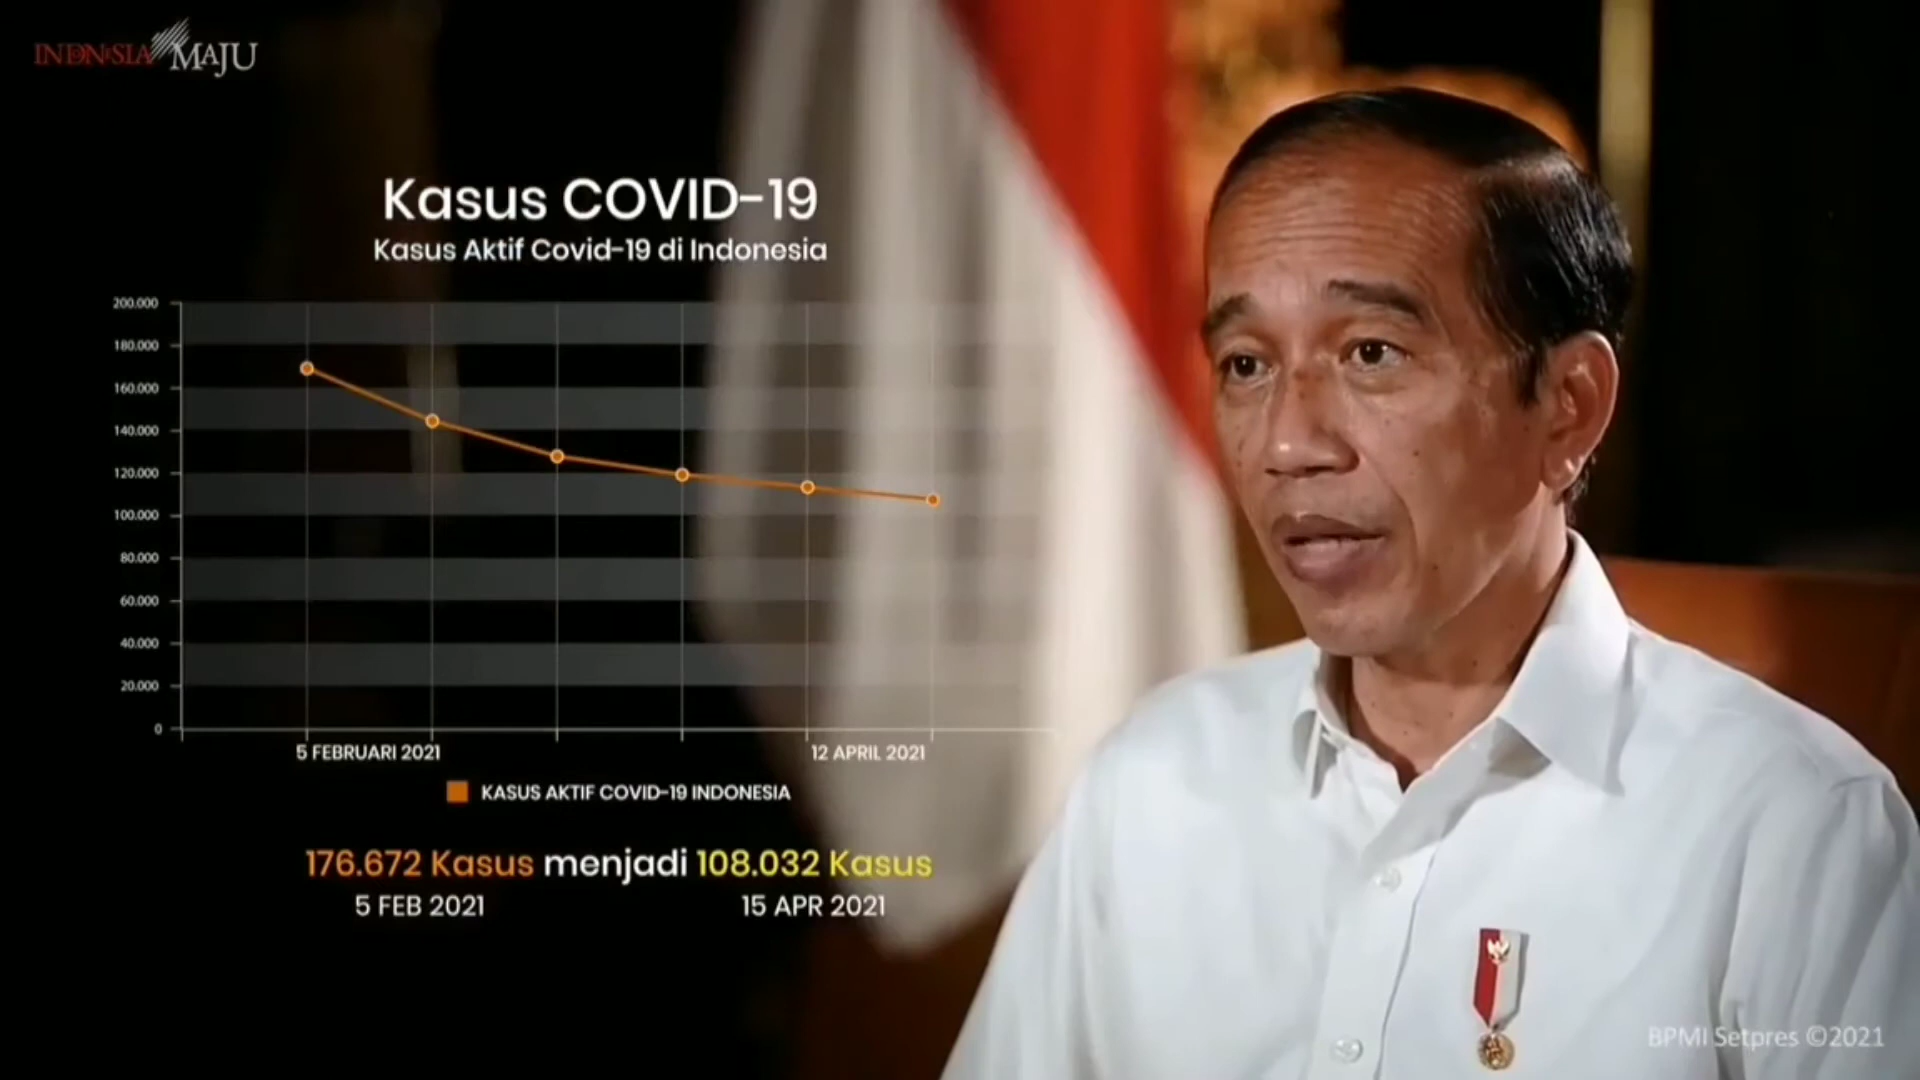 INDONESIA MAJU
Kasus COVID-19
Kasus Aktif Covid-19 di Indonesia
200.000
180.000
160.000
140.000
120.000
100.000
80.000
60.000
40.000
20.000
0
5 FEBRUARI 2021 12 APRIL 2021
KASUS AKTIF COVID-19 INDONESIA
176.672 Kasus menjadi 108.032 Kasus
5 FEB 2021 15 APR 2021
BPMI Setpres ©2021